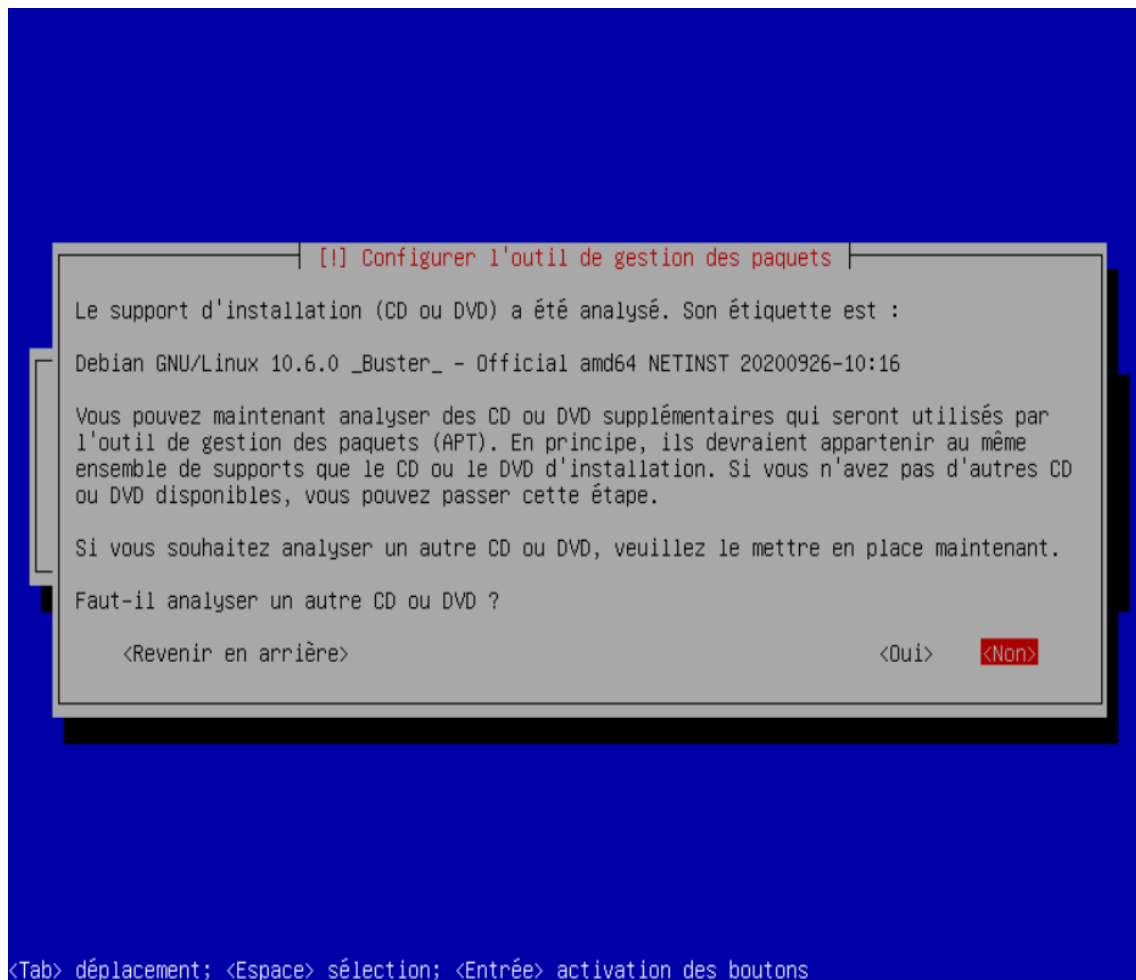 [!] Configurer l'outil de gestion des paquets
Le support d'installation (CD ou DVD) a été analysé. Son étiquette est :
Debian GNU/Linux 10.6.0 _Buster_ - Official amd64 NETINST 20200926-10:16
Vous pouvez maintenant analyser des CD ou DVD supplémentaires qui seront utilisés par
l'outil de gestion des paquets (APT). En principe, ils devraient appartenir au même
ensemble de supports que le CD ou le DVD d'installation. Si vous n'avez pas d'autres CD
ou DVD disponibles, vous pouvez passer cette étape.
Si vous souhaitez analyser un autre CD ou DVD, veuillez le mettre en place maintenant.
Faut-il analyser un autre CD ou DVD ?
<Revenir en arrière> <Oui> <Non>
<Tab> déplacement; <Espace> sélection; <Entrée> activation des boutons